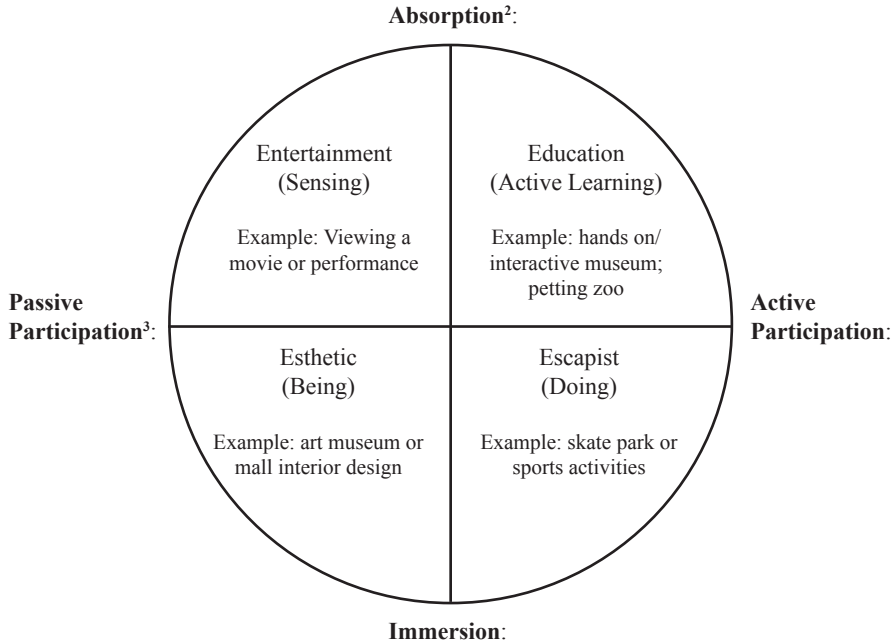 Absorption²:
Entertainment
(Sensing)
Example: Viewing a
movie or performance
Education
(Active Learning)
Example: hands on/
interactive museum;
petting zoo
Passive
Participation³:
Active
Participation:
Esthetic
(Being)
Example: art museum or
mall interior design
Escapist
(Doing)
Example: skate park or
sports activities
Immersion: